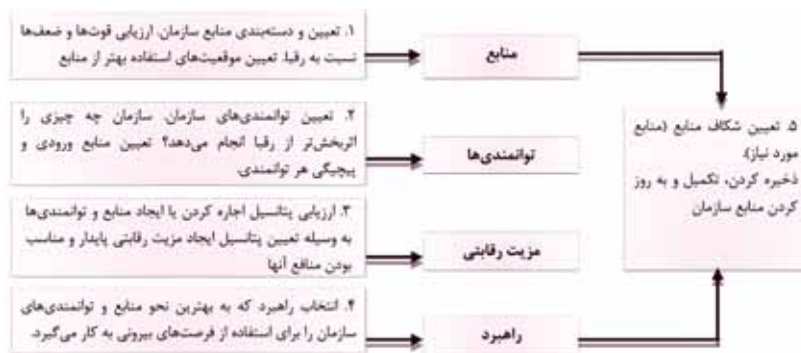 ۱. تعیین و دسته‌بندی منابع سازمان. ارزیابی قوت‌ها و ضعف‌ها
نسبت به رقبا. تعیین موقعیت‌های استفاده بهتر از منابع
منابع
۲. تعیین توانمندی‌های سازمان. سازمان چه چیزی را
اثربخش‌تر از رقبا انجام می‌دهد؟ تعیین منابع ورودی و
پیچیگی هر توانمندی.
توانمندی‌ها
۳. ارزیابی پتانسیل اجاره کردن یا ایجاد منابع و توانمندی‌ها
به وسیله تعیین پتانسیل ایجاد مزیت رقابتی پایدار و مناسب
بودن منافع آنها
مزیت رقابتی
۴. انتخاب راهبرد که به بهترین نحو منابع و توانمندی‌های
سازمان را برای استفاده از فرصت‌های بیرونی به کار می‌گیرد.
راهبرد
۵. تعیین شکاف منابع (منابع
مورد نیاز).
ذخیره کردن، تکمیل و به روز
کردن منابع سازمان